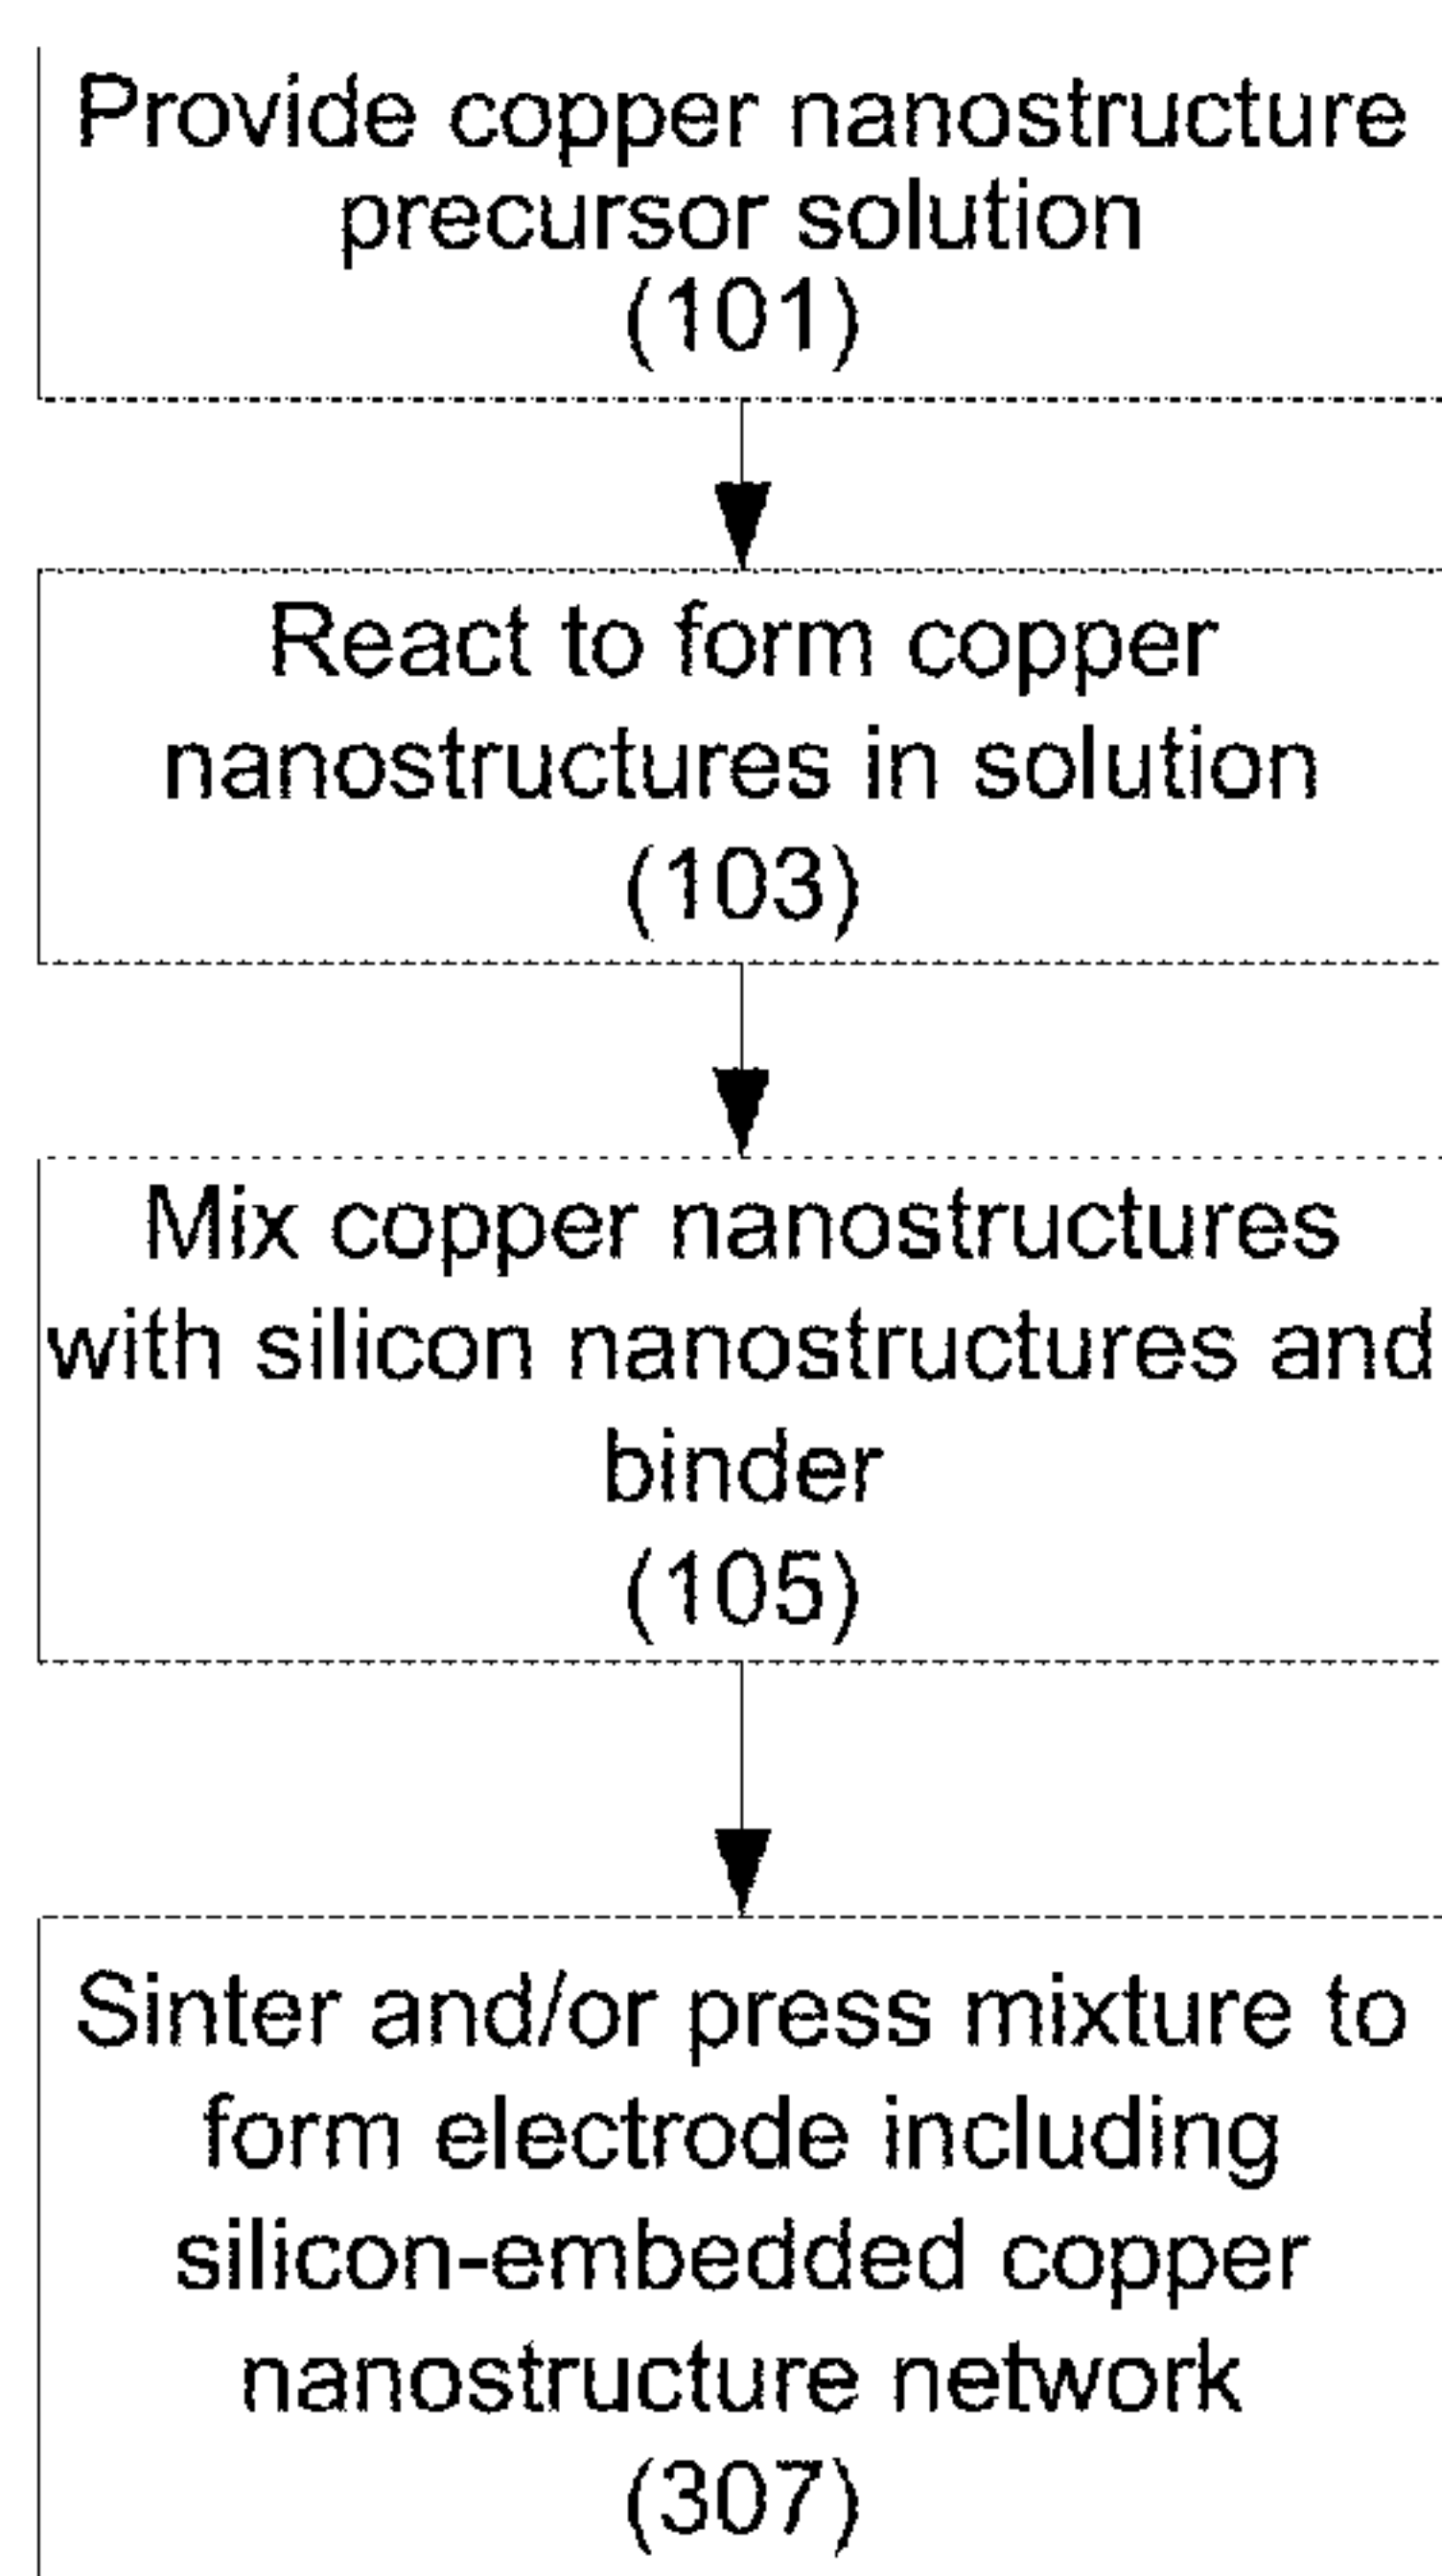 Provide copper nanostructure
precursor solution
(101)
React to form copper
nanostructures in solution
(103)
Mix copper nanostructures
with silicon nanostructures and
binder
(105)
Sinter and/or press mixture to
form electrode including
silicon-embedded copper
nanostructure network
(307)